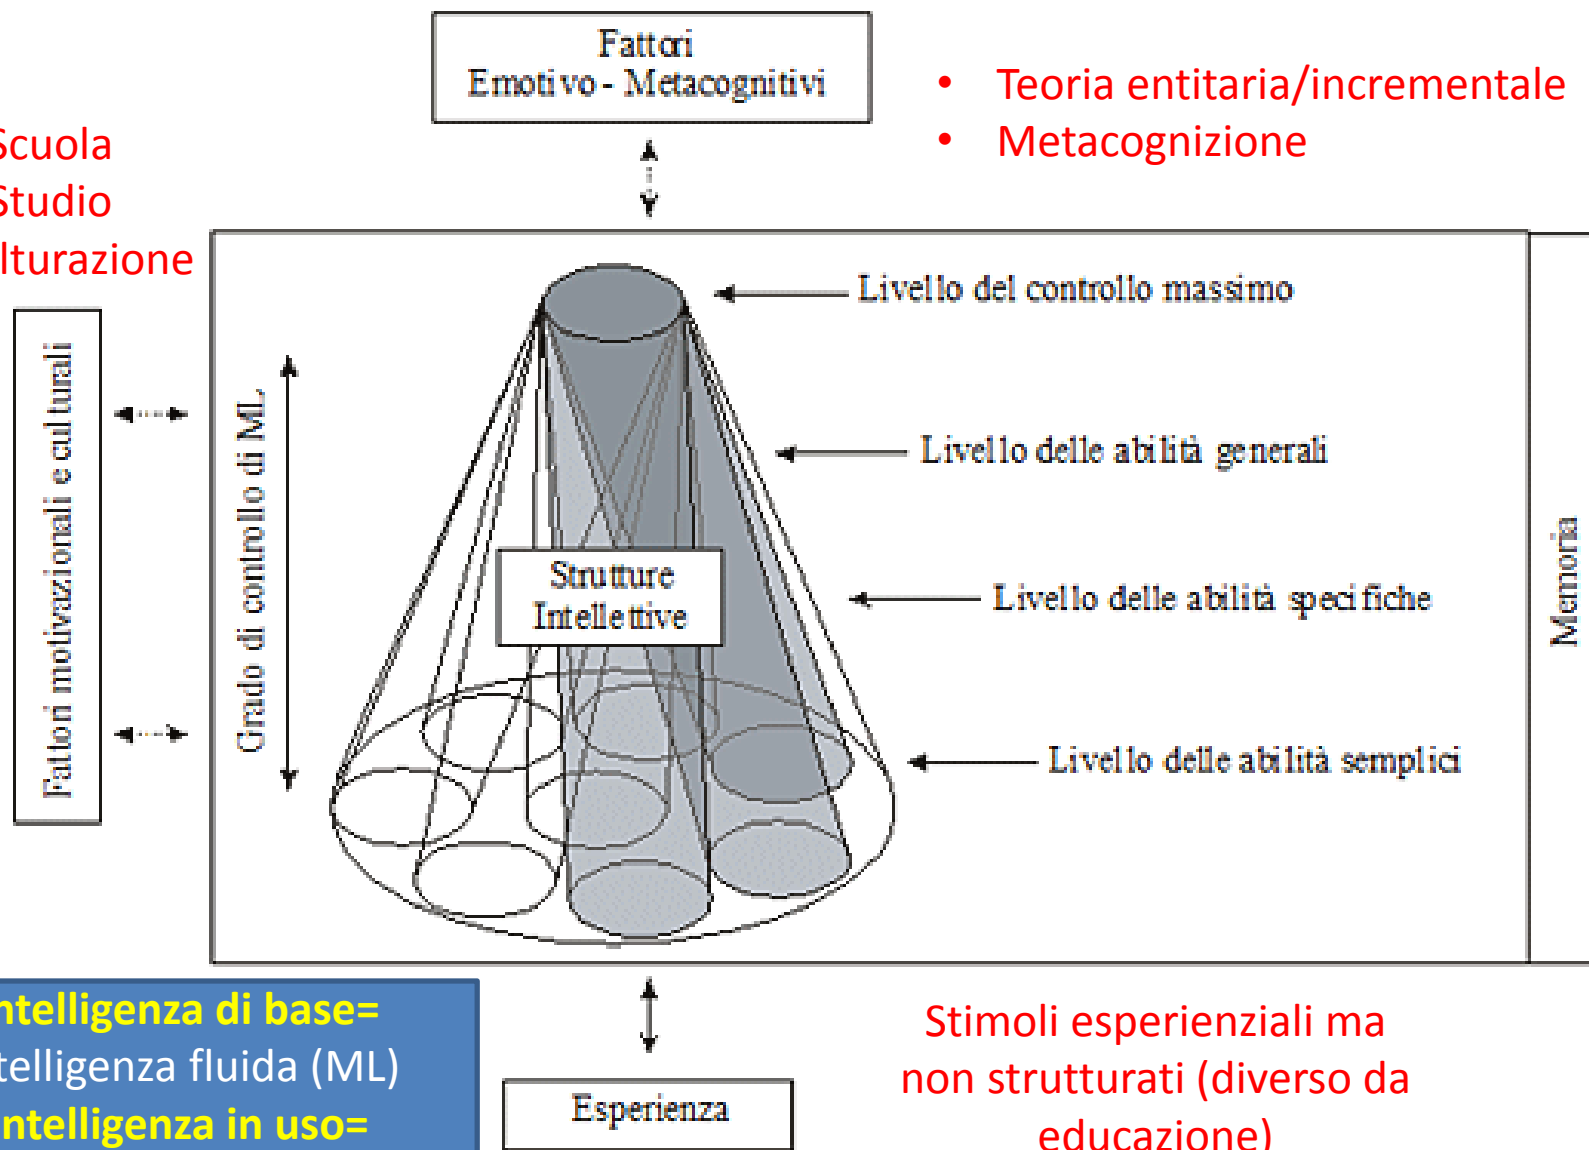 Fattori
Emotivo - Metacognitivi
• Teoria entitaria/incrementale
• Metacognizione
Scuola
Studio
lturazione
Fattori motivazionali e culturali
Grado di controllo di ML
Livello del controllo massimo
Livello delle abilità generali
Strutture
Intellettive
Livello delle abilità specifiche
Livello delle abilità semplici
Memoria
ntelligenza di base=
telligenza fluida (ML)
ntelligenza in uso=
Esperienza
Stimoli esperienziali ma
non strutturati (diverso da
educazione)